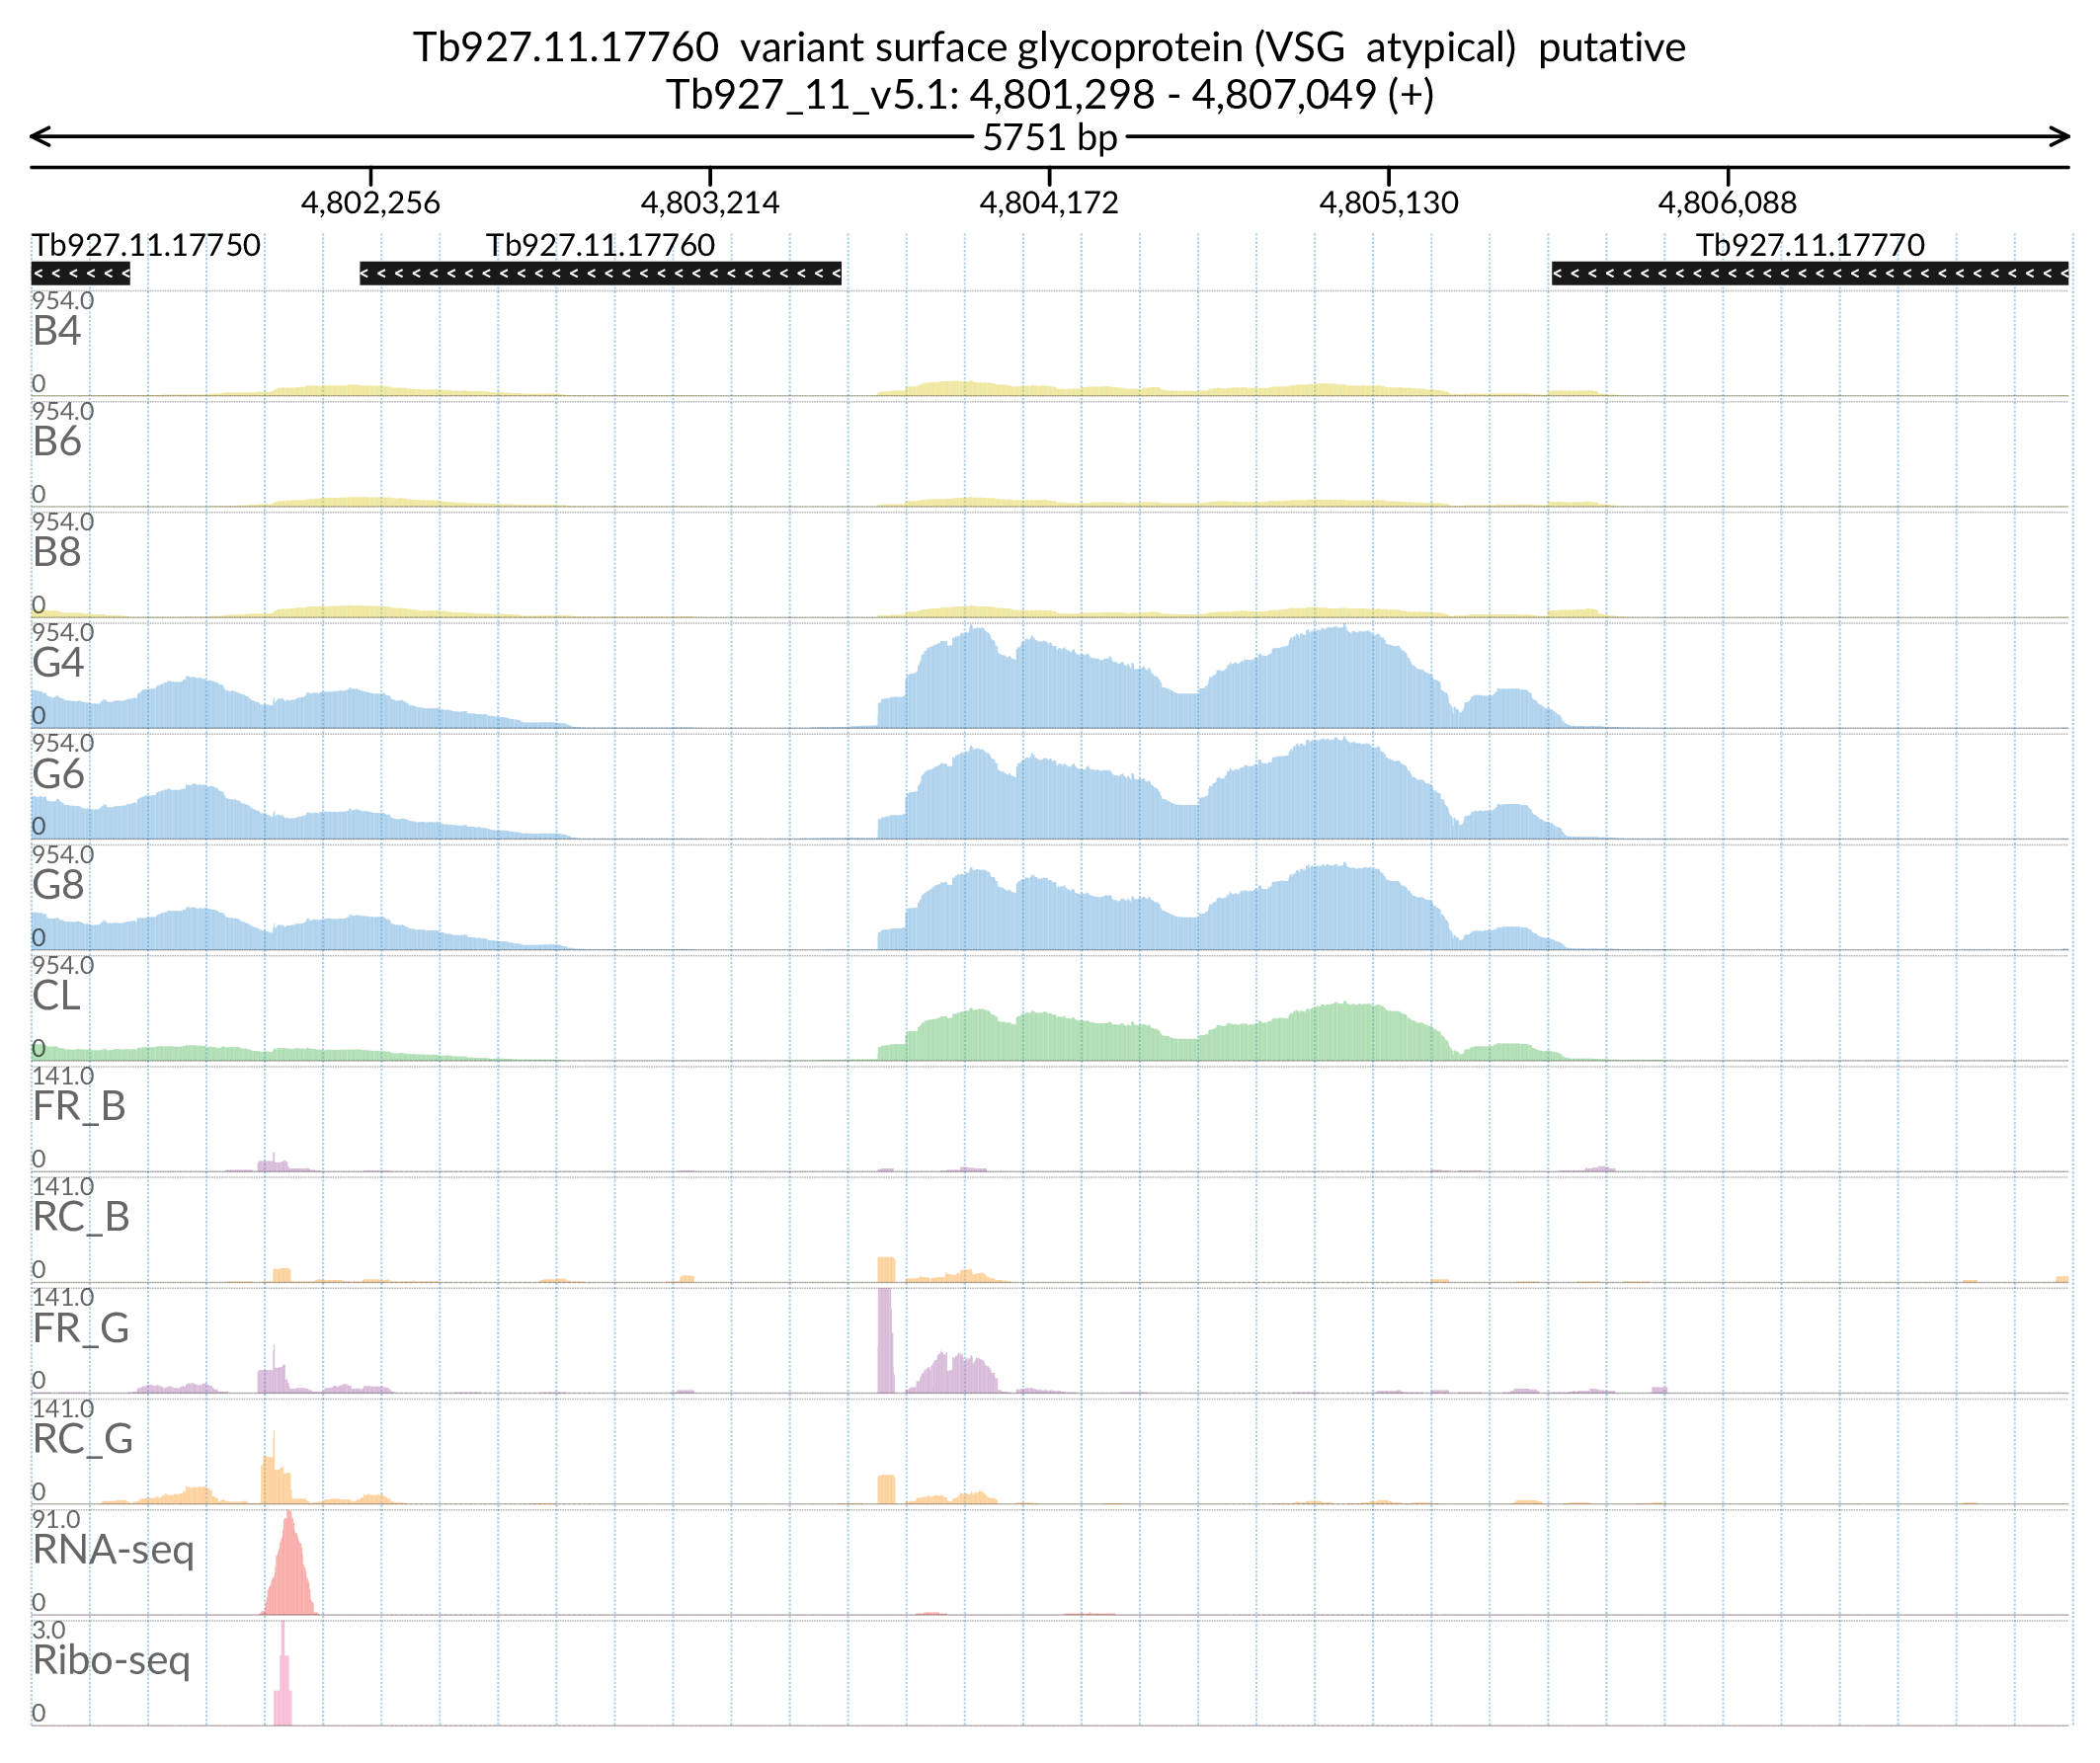 Tb927.11.17760  variant surface glycoprotein (VSG  atypical)  putative
Tb927_11_v5.1: 4,801,298 - 4,807,049 (+)
5751 bp
4,802,256 4,803,214 4,804,172 4,805,130 4,806,088
Tb927.11.17750 Tb927.11.17760 Tb927.11.17770
954.0
B4
0
954.0
B6
0
954.0
B8
0
954.0
G4
0
954.0
G6
0
954.0
G8
0
954.0
CL
0
141.0
FR_B
0
141.0
RC_B
0
141.0
FR_G
0
141.0
RC_G
0
91.0
RNA-seq
0
3.0
Ribo-seq
0